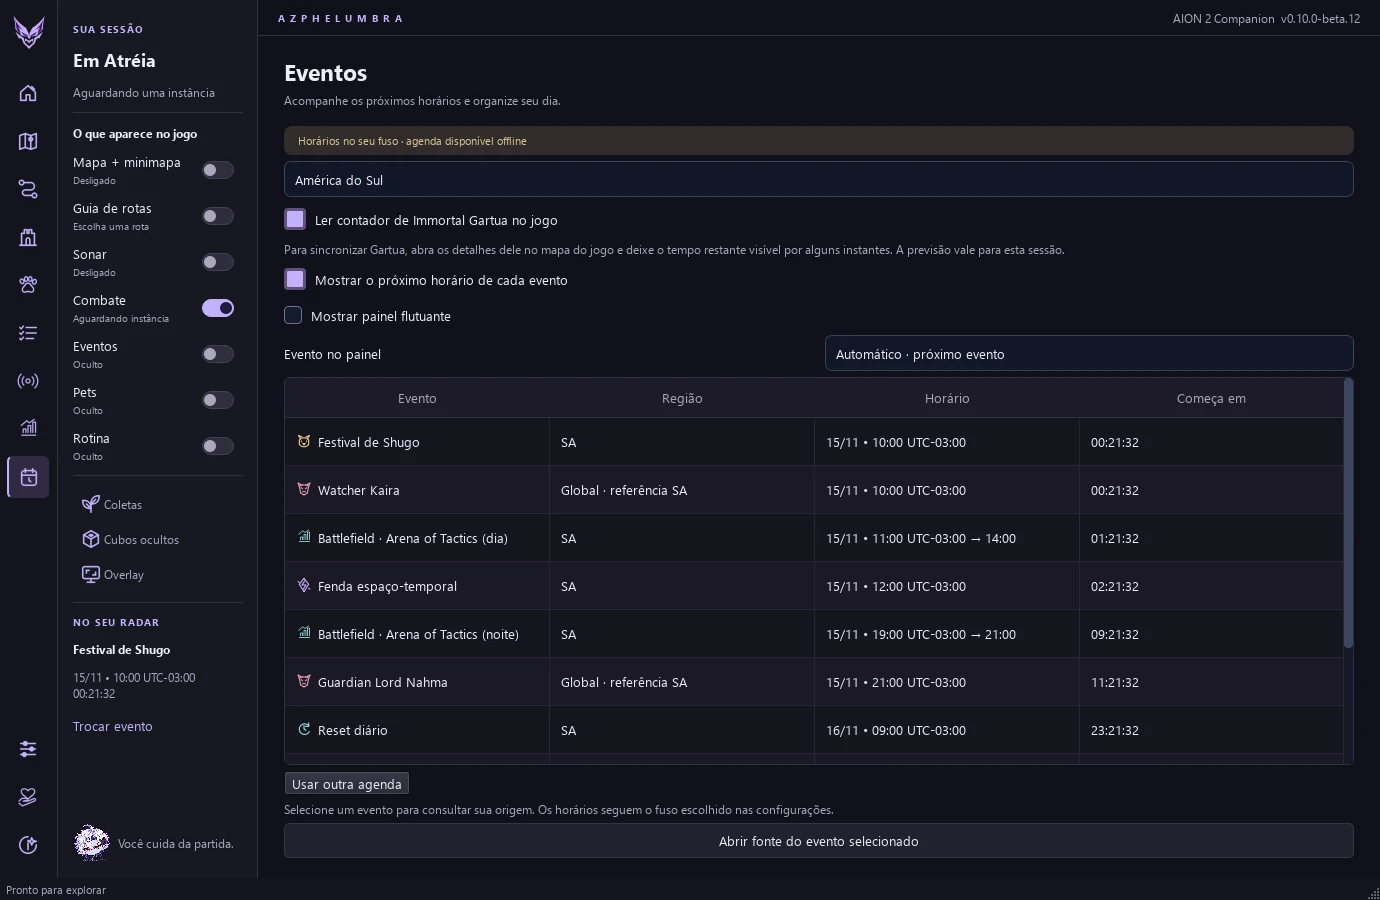 AZPHELUMBRA
AION 2 Companion v0.10.0-beta.12
SUA SESSÃO
Em Atréia
Aguardando uma instância
O que aparece no jogo
Mapa + minimapa
Desligado
Guia de rotas
Escolha uma rota
Sonar
Desligado
Combate
Aguardando instância
Eventos
Oculto
Pets
Oculto
Rotina
Oculto
Coletas
Cubos ocultos
Overlay
NO SEU RADAR
Festival de Shugo
15/11 • 10:00 UTC-03:00
00:21:32
Trocar evento
Você cuida da partida.
Eventos
Acompanhe os próximos horários e organize seu dia.
Horários no seu fuso · agenda disponível offline
América do Sul
Ler contador de Immortal Gartua no jogo
Para sincronizar Gartua, abra os detalhes dele no mapa do jogo e deixe o tempo restante visível por alguns instantes. A previsão vale para esta sessão.
Mostrar o próximo horário de cada evento
Mostrar painel flutuante
Evento no painel
Automático · próximo evento
Evento Região Horário Começa em
Festival de Shugo SA 15/11 • 10:00 UTC-03:00 00:21:32
Watcher Kaira Global · referência SA 15/11 • 10:00 UTC-03:00 00:21:32
Battlefield · Arena of Tactics (dia) SA 15/11 • 11:00 UTC-03:00 → 14:00 01:21:32
Fenda espaço-temporal SA 15/11 • 12:00 UTC-03:00 02:21:32
Battlefield · Arena of Tactics (noite) SA 15/11 • 19:00 UTC-03:00 → 21:00 09:21:32
Guardian Lord Nahma Global · referência SA 15/11 • 21:00 UTC-03:00 11:21:32
Reset diário SA 16/11 • 09:00 UTC-03:00 23:21:32
Usar outra agenda
Selecione um evento para consultar sua origem. Os horários seguem o fuso escolhido nas configurações.
Abrir fonte do evento selecionado
Pronto para explorar